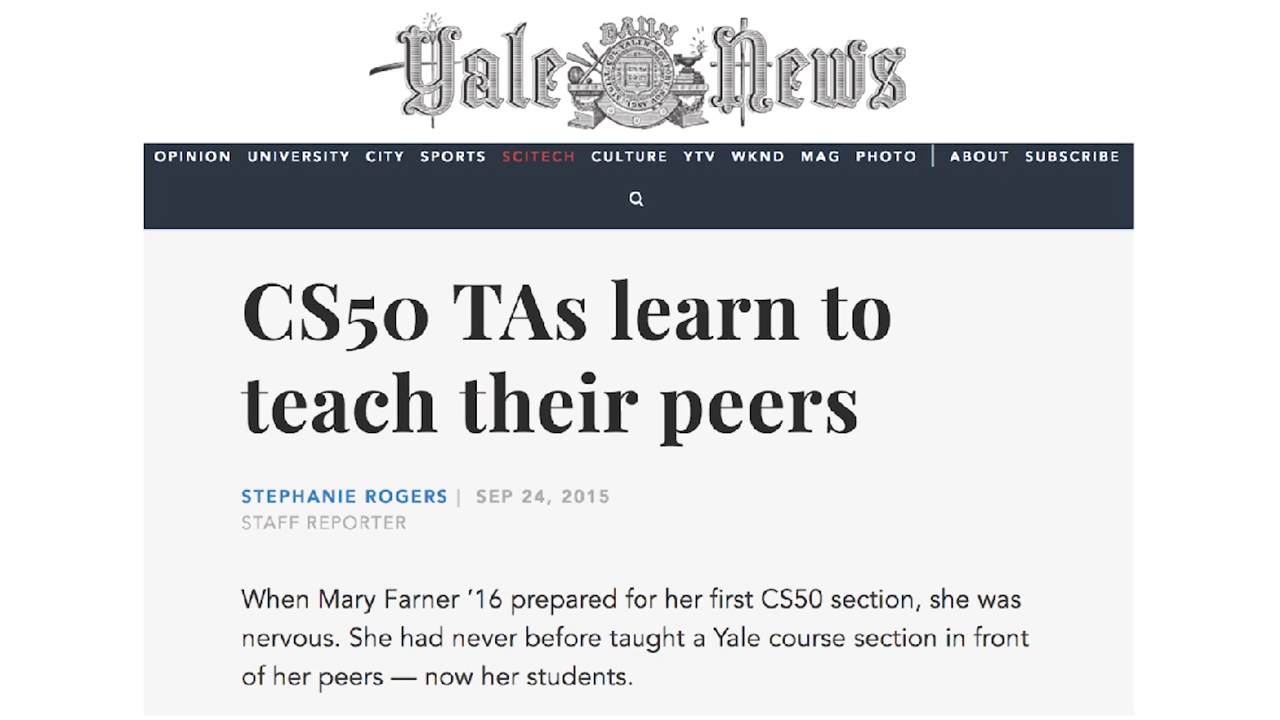 Yale DAILY News
OPINION UNIVERSITY CITY SPORTS SCITECH CULTURE YTV WKND MAG PHOTO | ABOUT SUBSCRIBE
CS50 TAs learn to
teach their peers
STEPHANIE ROGERS | SEP 24, 2015
STAFF REPORTER
When Mary Farner ’16 prepared for her first CS50 section, she was
nervous. She had never before taught a Yale course section in front
of her peers — now her students.